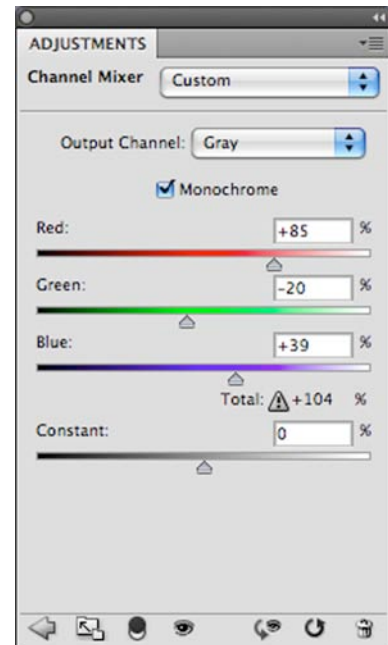 ADJUSTMENTS
Channel Mixer Custom
Output Channel: Gray
Monochrome
Red: +85 %
Green: -20 %
Blue: +39 %
Total: +104 %
Constant: 0 %